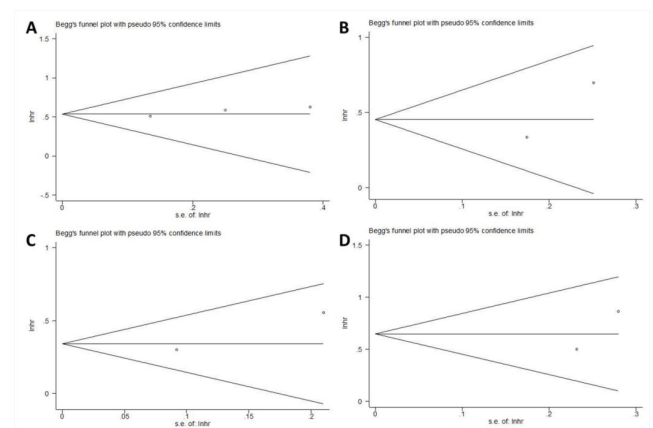 A
Begg's funnel plot with pseudo 95% confidence limits
1.5
1
.5
0
-.5
lnhr
0
.2
.4
s.e. of: lnhr
B
Begg's funnel plot with pseudo 95% confidence limits
1
.5
0
lnhr
0
.1
.2
.3
s.e. of: lnhr
C
Begg's funnel plot with pseudo 95% confidence limits
1
.5
0
lnhr
0
.05
.1
.15
.2
s.e. of: lnhr
D
Begg's funnel plot with pseudo 95% confidence limits
1.5
1
.5
0
lnhr
0
.1
.2
.3
s.e. of: lnhr